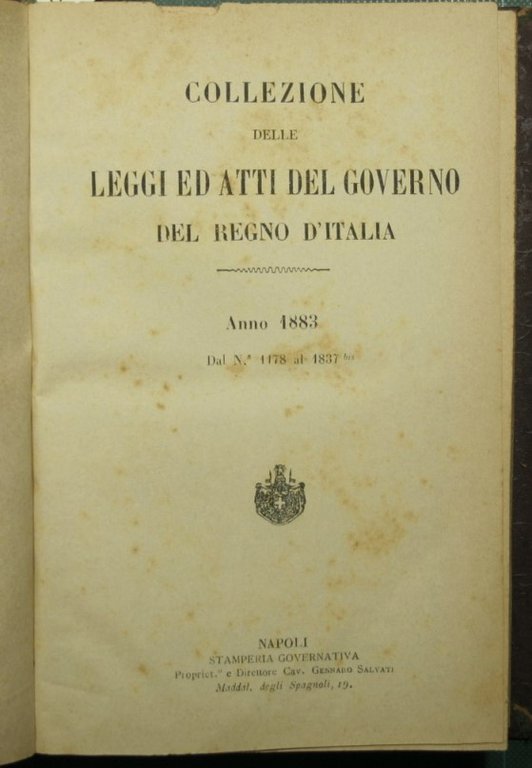 COLLEZIONE
DELLE
LEGGI ED ATTI DEL GOVERNO
DEL REGNO D'ITALIA
Anno 1883
Dal N.° 1178 al 1837 bis
NAPOLI
STAMPERIA GOVERNATIVA
Propriet.° e Direttore Cav. GENNARO SALVATI
Maddal. degli Spagnoli, 19.